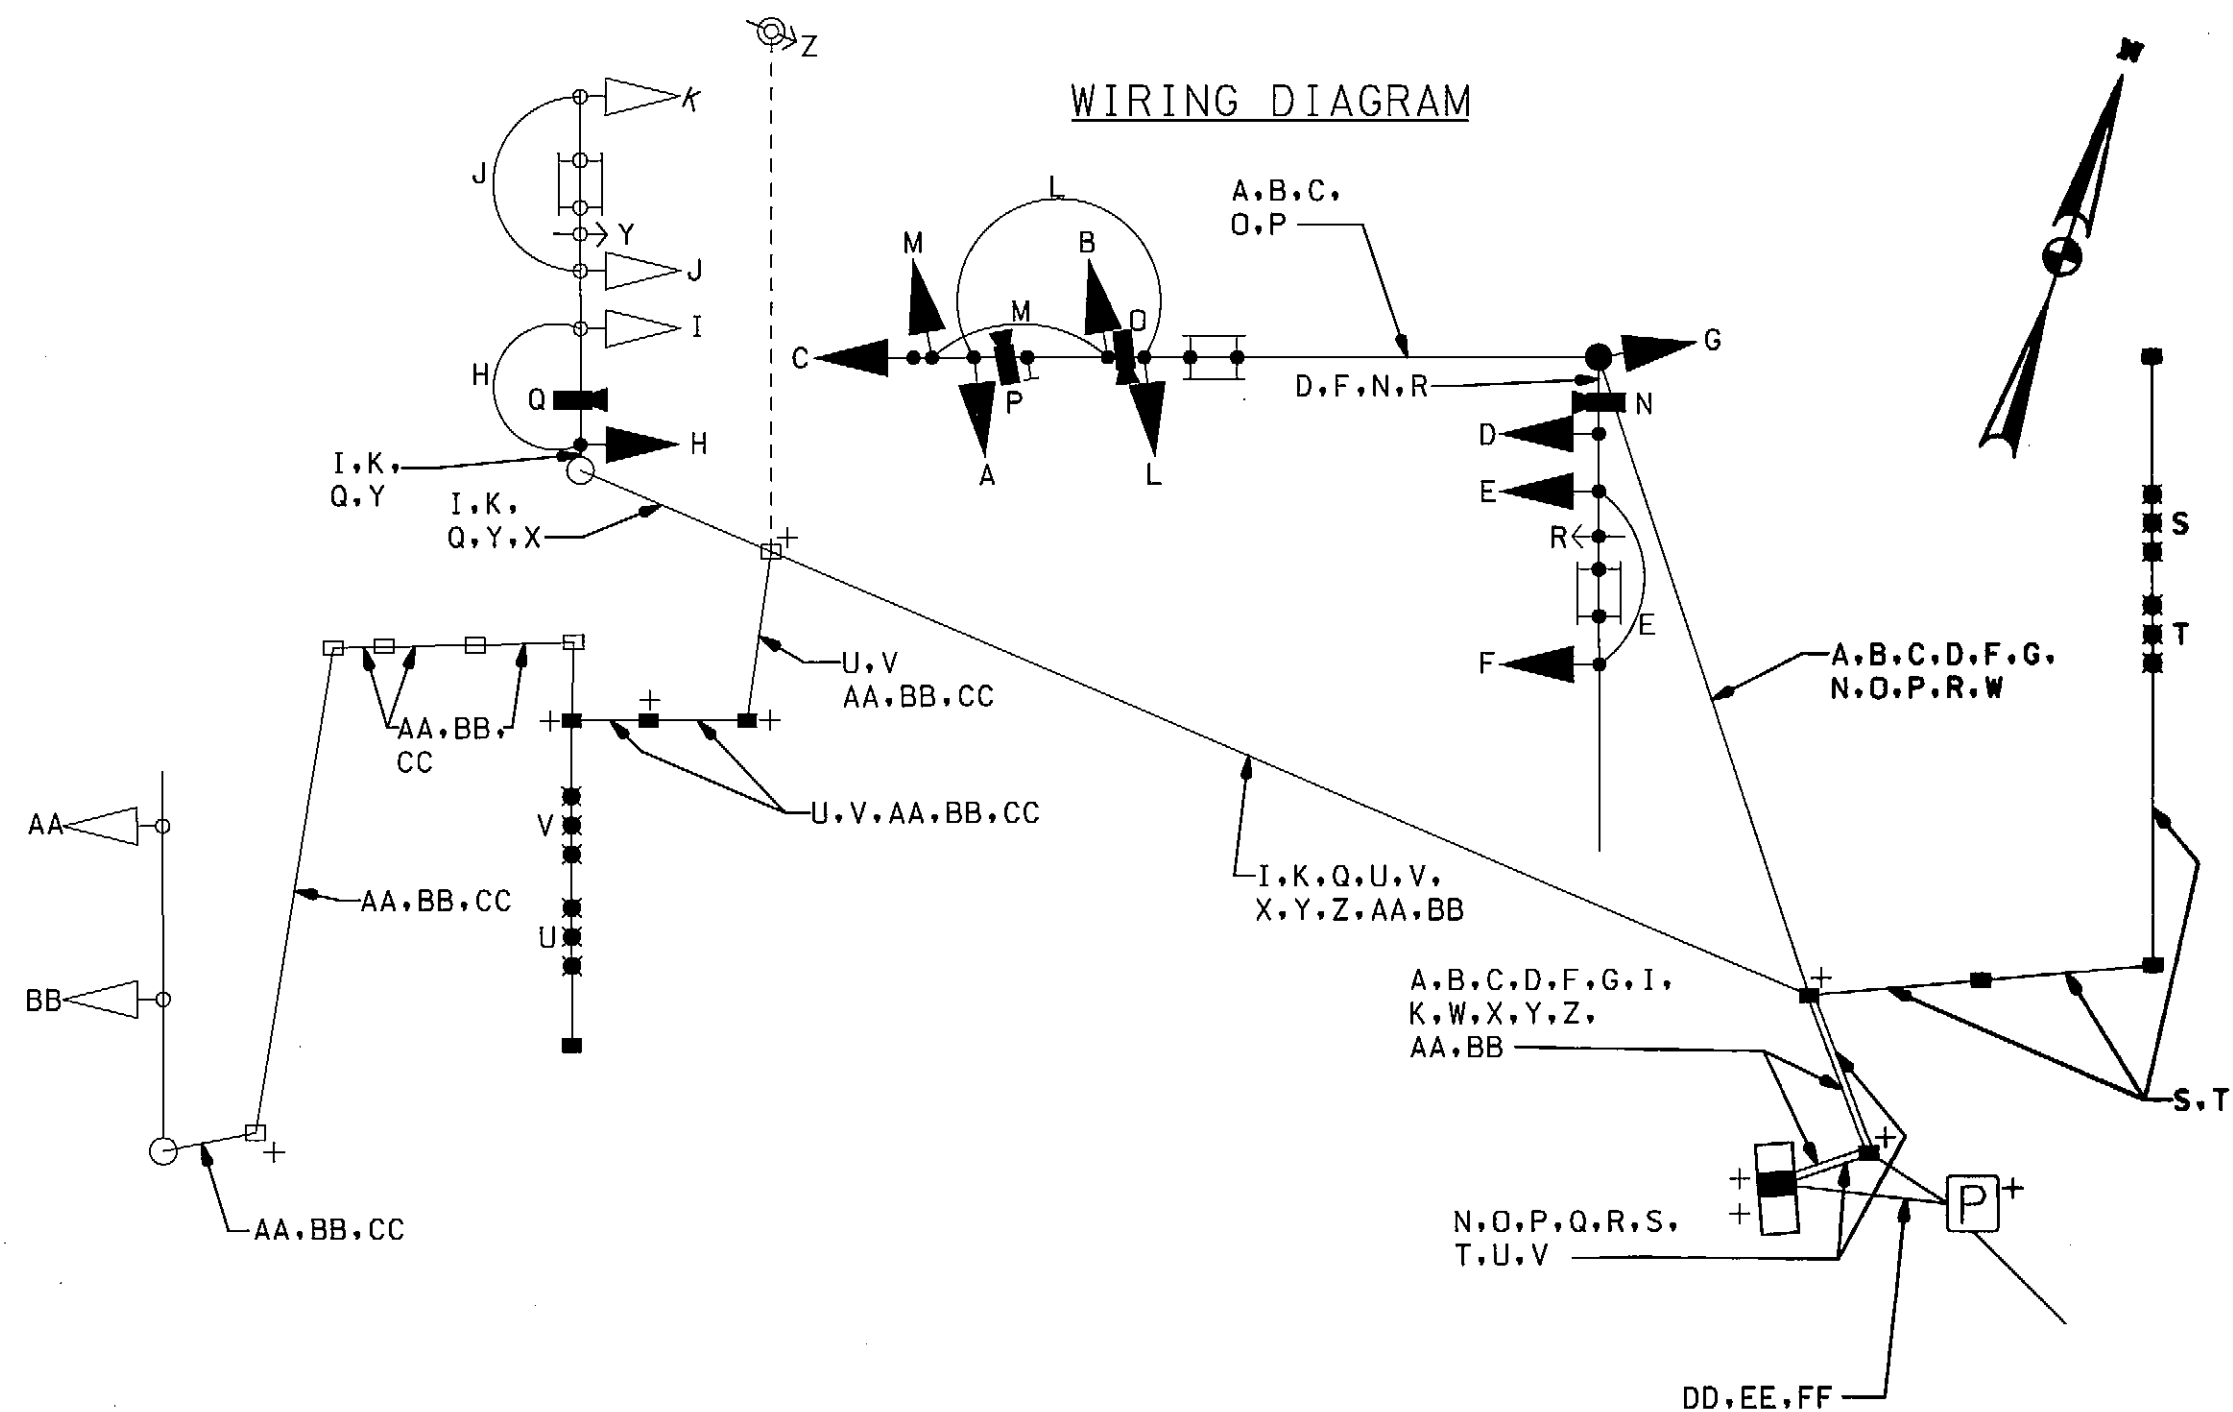 Z
K
WIRING DIAGRAM
N
J
L
A,B,C,
O,P
Y
M
B
J
M
O
I
C
G
H
D,F,N,R
Q
P
N
H
D
I,K,
Q,Y
A
L
E
I,K,
Q,Y,X
R
S
E
T
F
U,V
AA,BB,CC
A,B,C,D,F,G,
N,O,P,R,W
AA,BB,
CC
U,V,AA,BB,CC
AA
V
I,K,Q,U,V,
X,Y,Z,AA,BB
AA,BB,CC
U
BB
A,B,C,D,F,G,I,
K,W,X,Y,Z,
AA,BB
S,T
AA,BB,CC
P
N,O,P,Q,R,S,
T,U,V
DD,EE,FF